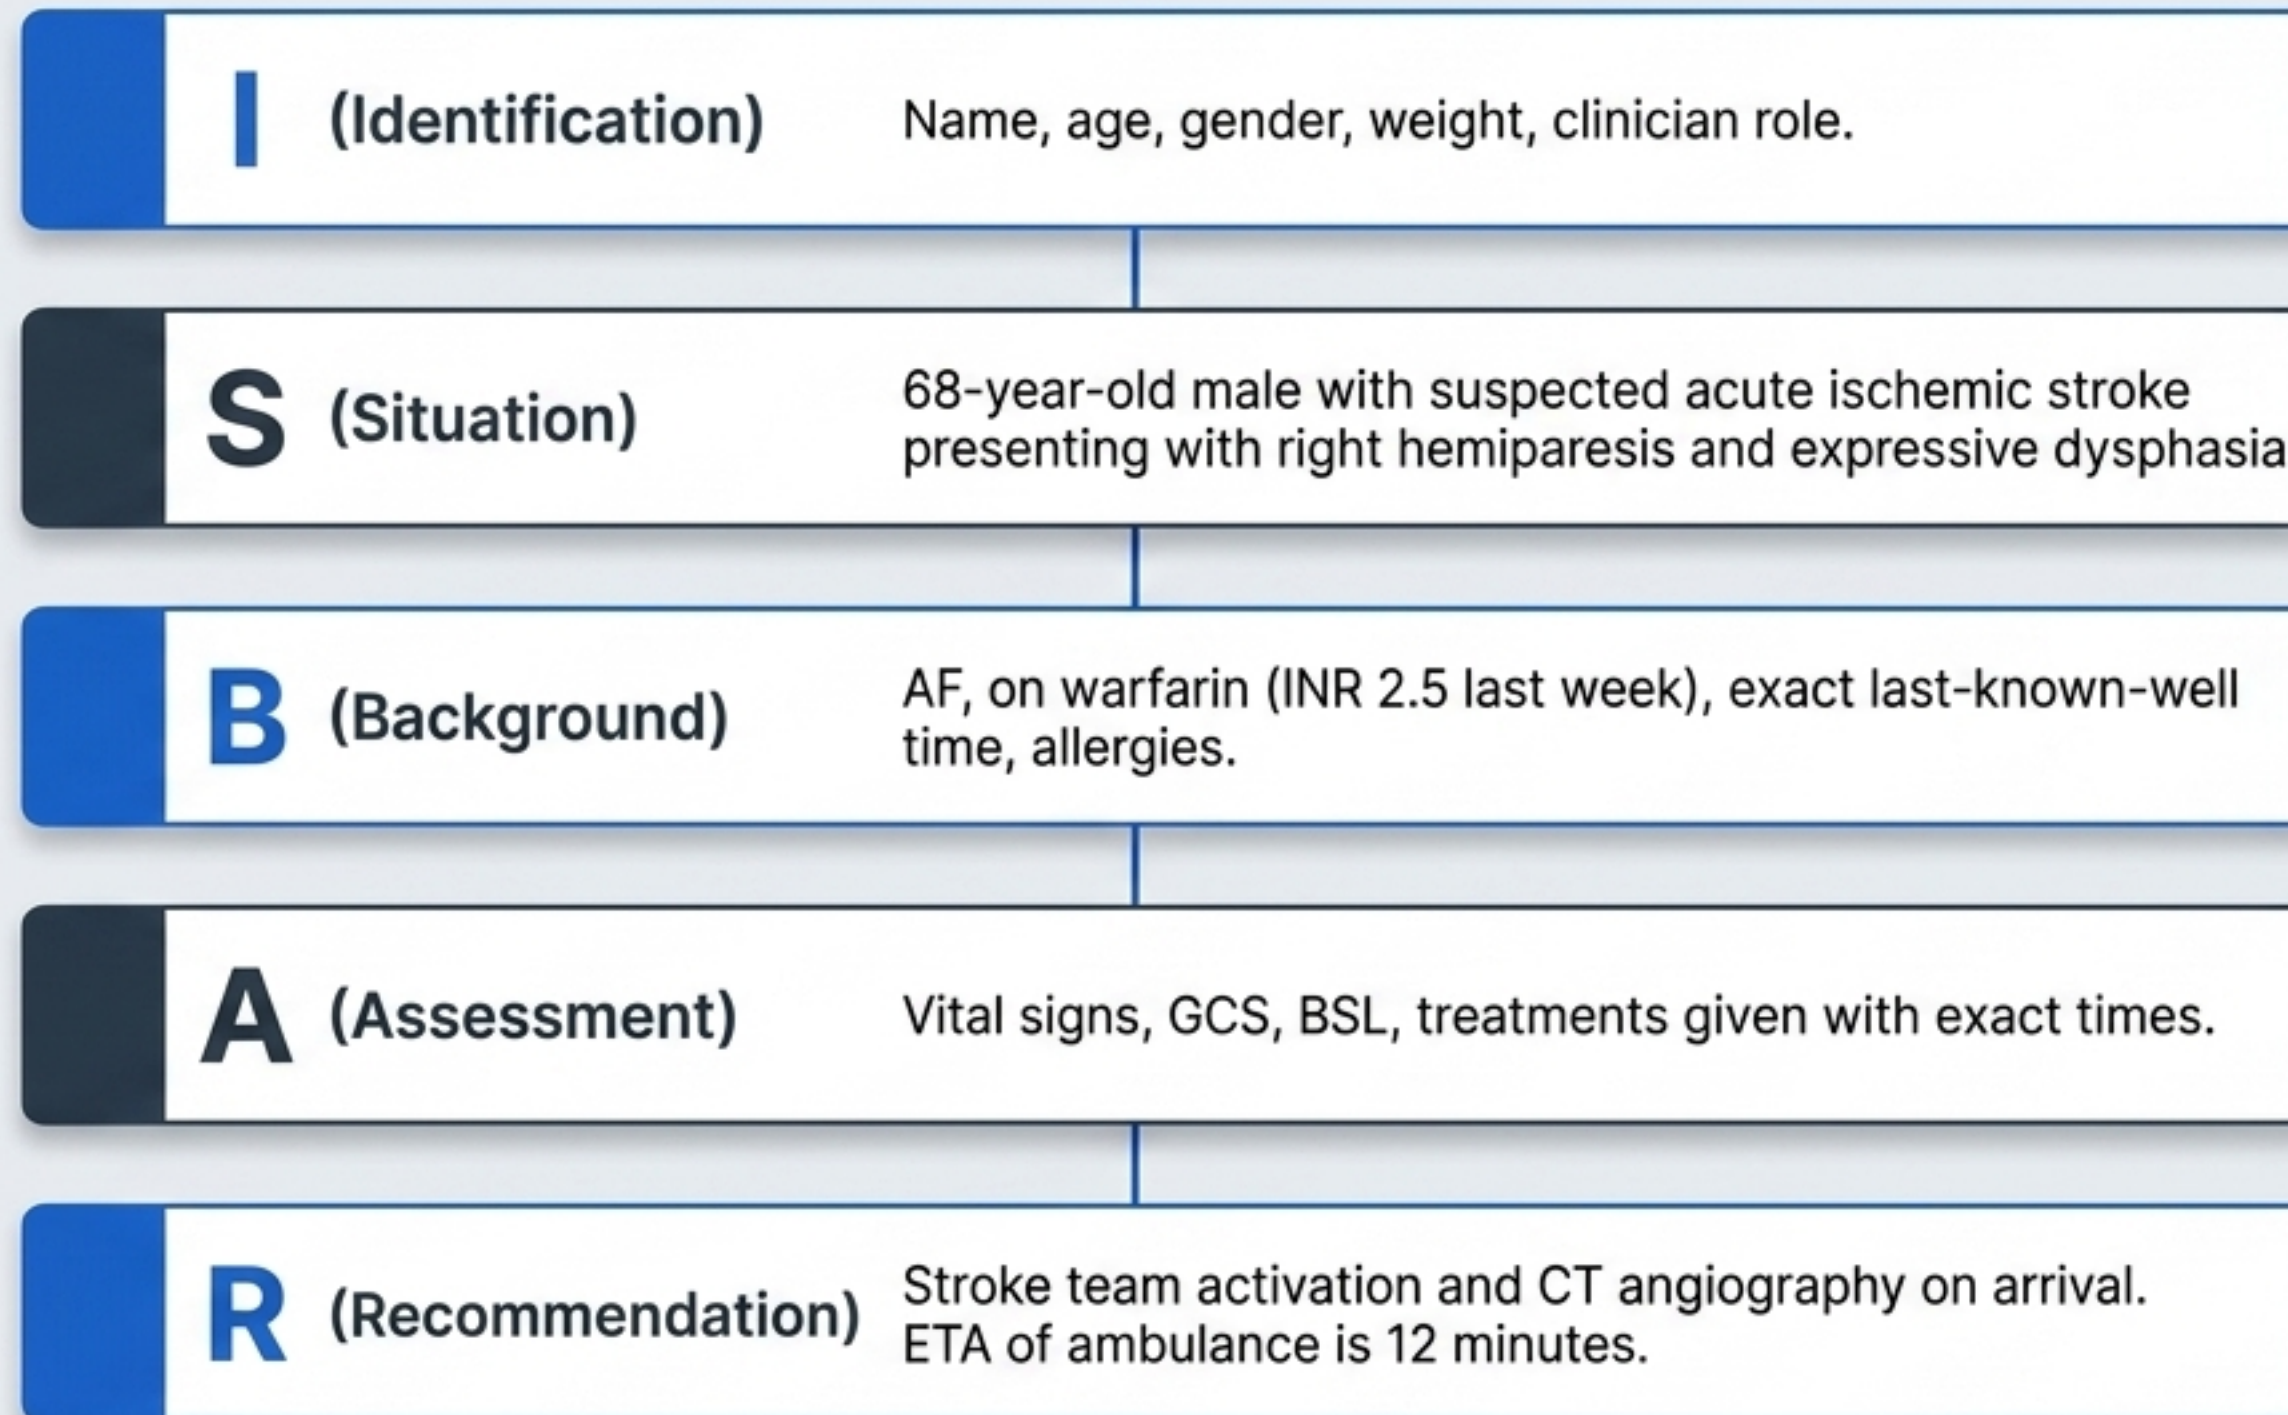 I (Identification) Name, age, gender, weight, clinician role.
S (Situation) 68-year-old male with suspected acute ischemic stroke
presenting with right hemiparesis and expressive dysphasia
B (Background) AF, on warfarin (INR 2.5 last week), exact last-known-well
time, allergies.
A (Assessment) Vital signs, GCS, BSL, treatments given with exact times.
R (Recommendation) Stroke team activation and CT angiography on arrival.
ETA of ambulance is 12 minutes.